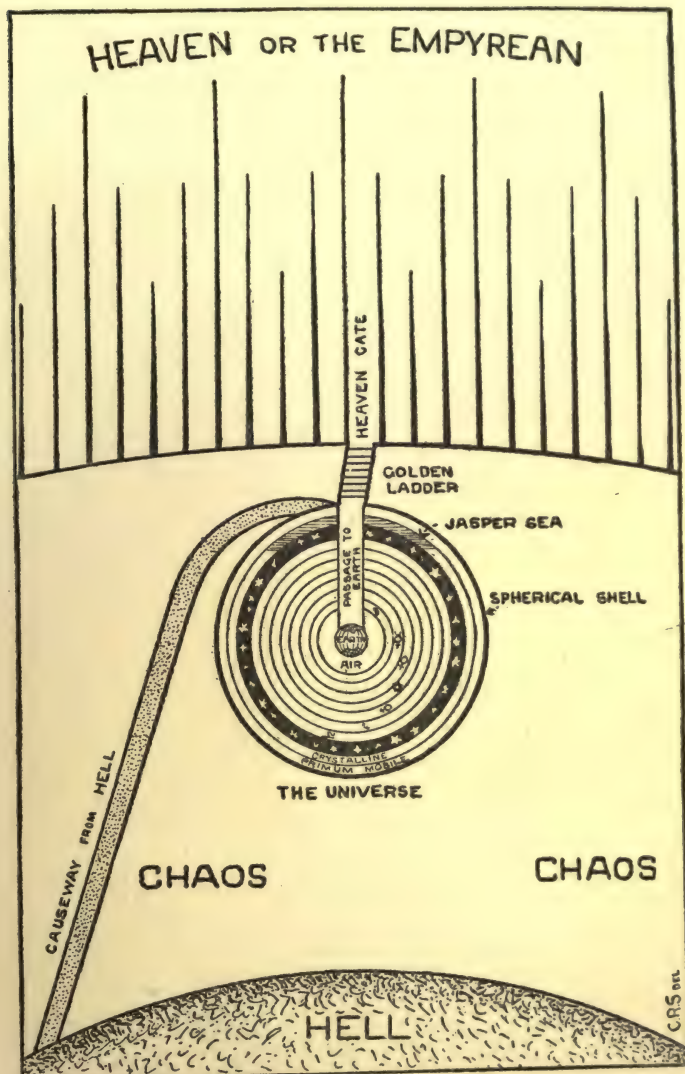 HEAVEN OR THE EMPYREAN
HEAVEN GATE
GOLDEN
LADDER
JASPER SEA
PASSAGE TO
EARTH
SPHERICAL SHELL
EARTH
AIR
CRYSTALLINE
PRIMUM MOBILE
THE UNIVERSE
CAUSEWAY FROM HELL
CHAOS
CHAOS
HELL
C.R.S DEL